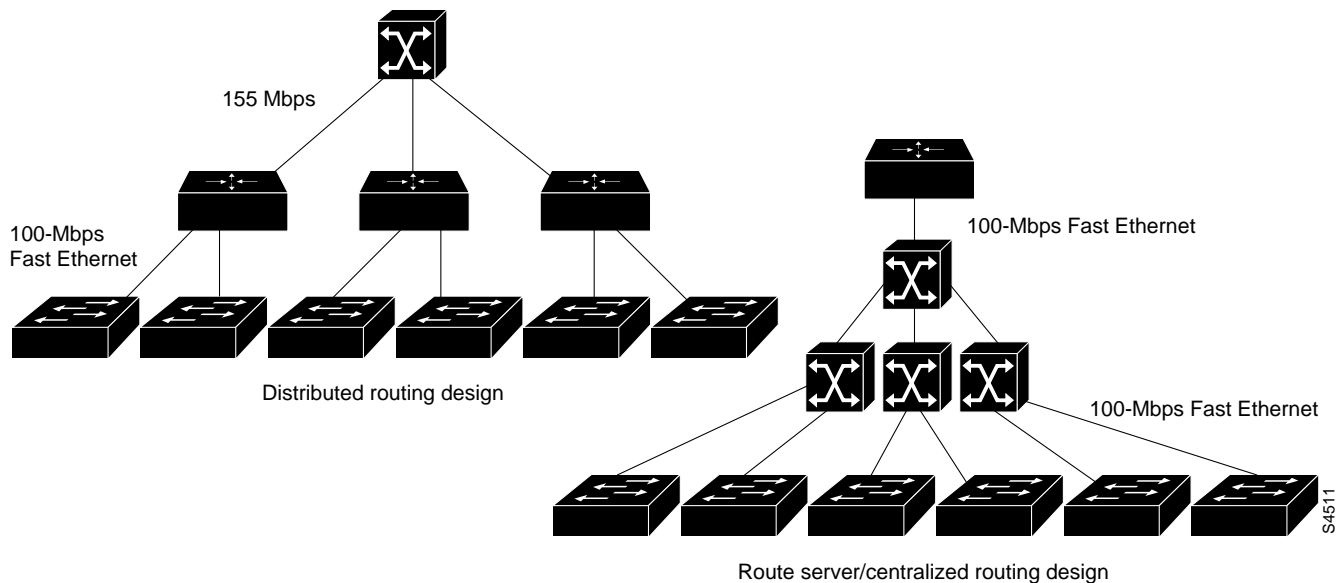 155 Mbps
100-Mbps
Fast Ethernet
Distributed routing design
100-Mbps Fast Ethernet
100-Mbps Fast Ethernet
S4511
Route server/centralized routing design